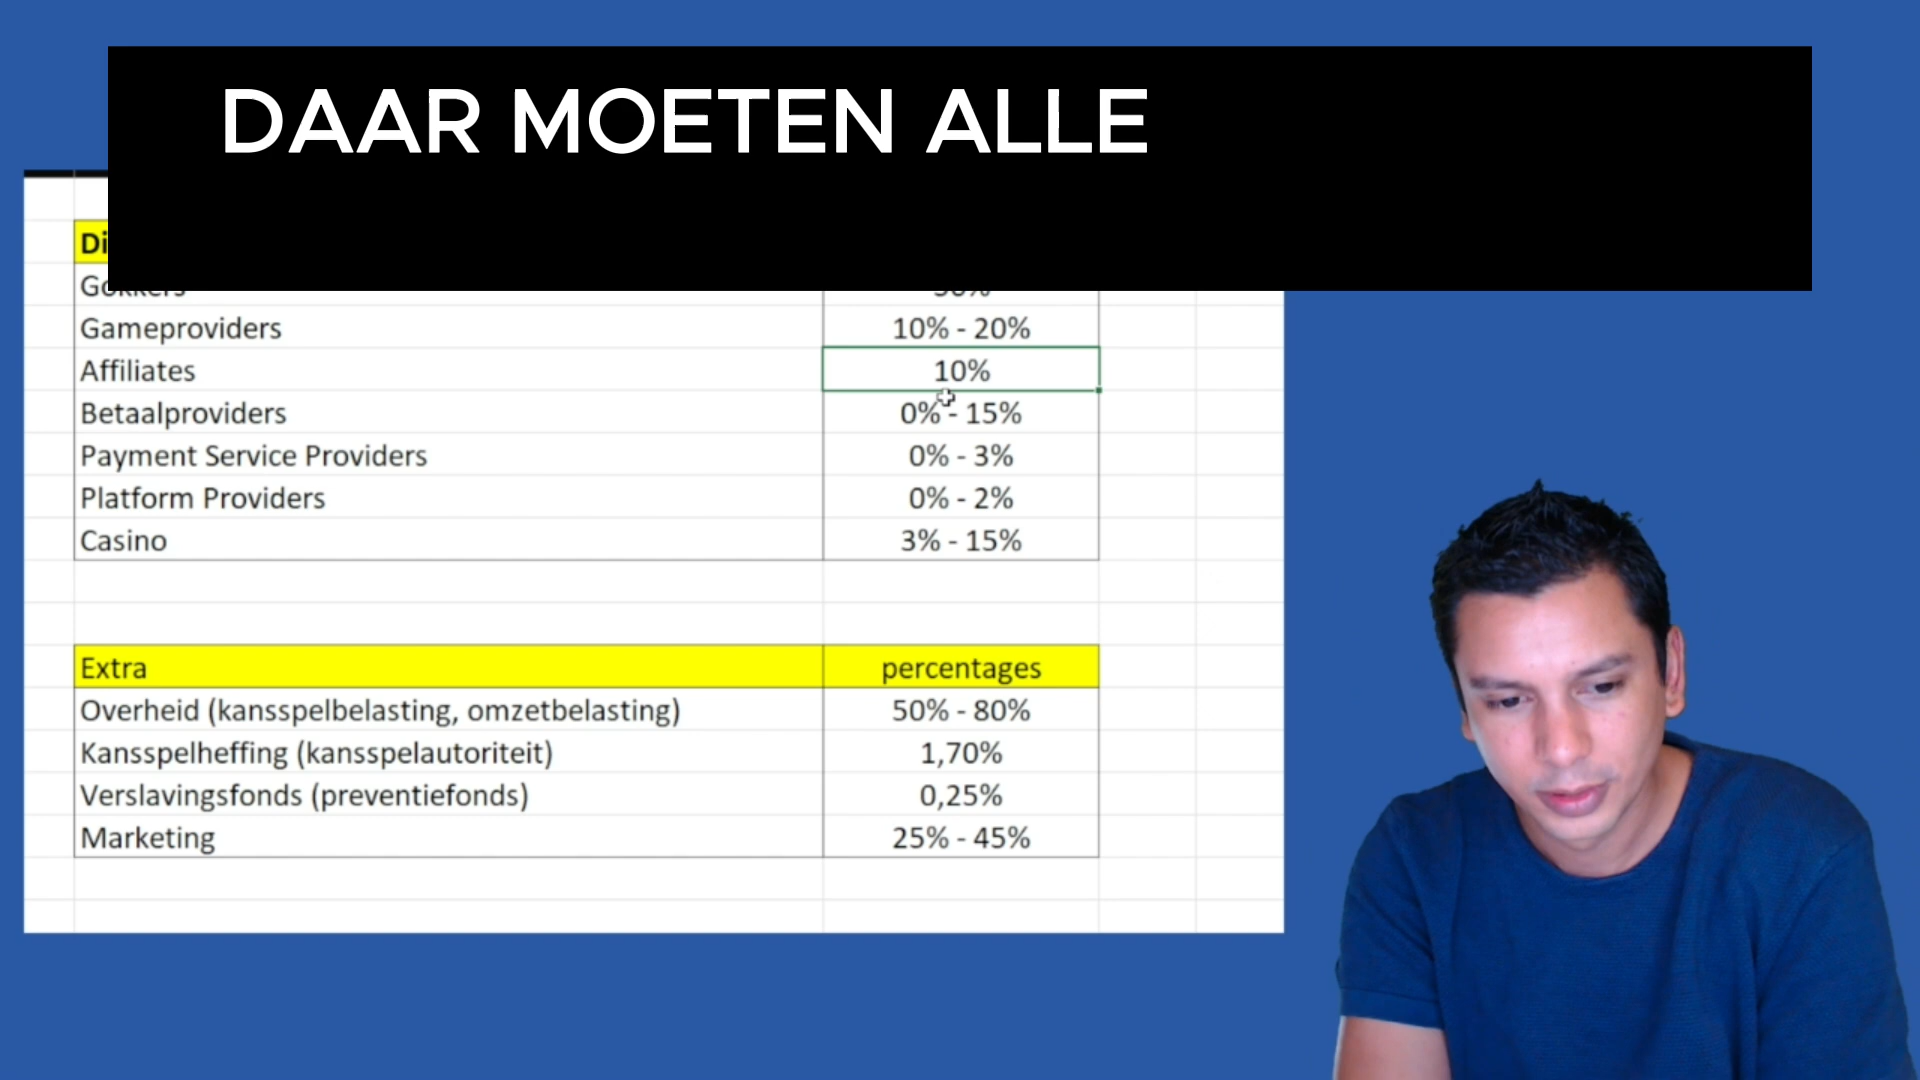 DAAR MOETEN ALLE
Gameproviders 10% - 20%
Affiliates 10%
Betaalproviders 0% - 15%
Payment Service Providers 0% - 3%
Platform Providers 0% - 2%
Casino 3% - 15%
Extra percentages
Overheid (kansspelbelasting, omzetbelasting) 50% - 80%
Kansspelheffing (kansspelautoriteit) 1,70%
Verslavingsfonds (preventiefonds) 0,25%
Marketing 25% - 45%